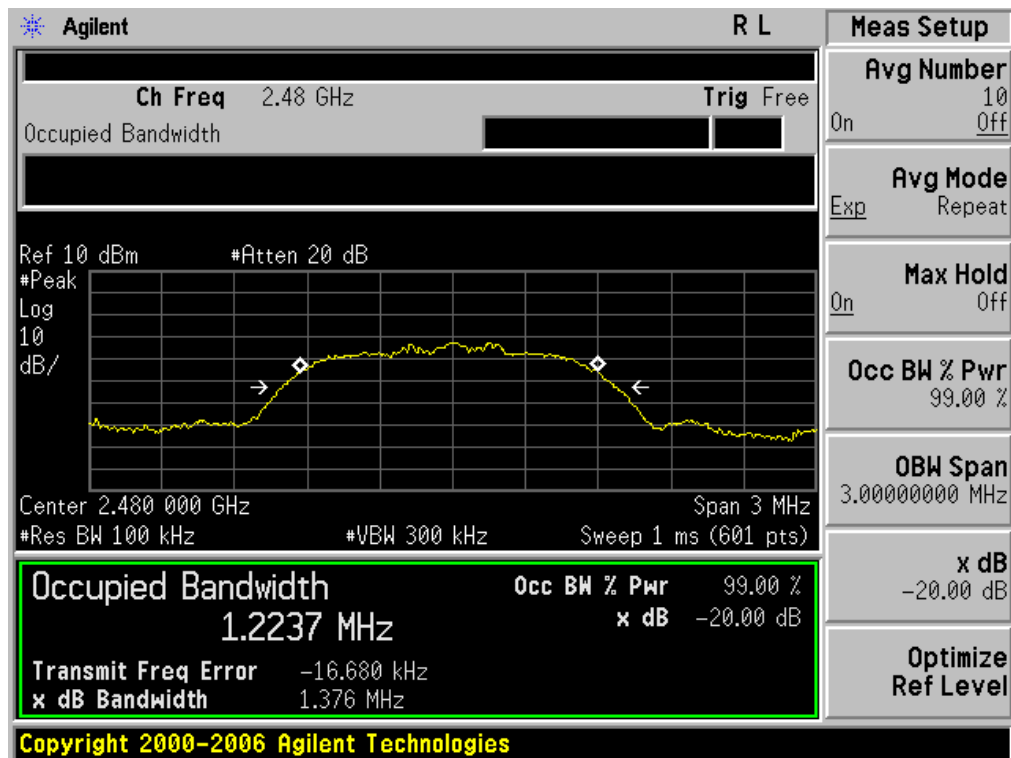 Agilent R L
Meas Setup
Ch Freq 2.48 GHz Trig Free
Occupied Bandwidth
Ref 10 dBm #Atten 20 dB
#Peak
Log
10
dB/
Center 2.480 000 GHz Span 3 MHz
#Res BW 100 kHz #VBW 300 kHz Sweep 1 ms (601 pts)
Occupied Bandwidth
1.2237 MHz
Occ BW % Pwr 99.00 %
x dB -20.00 dB
Transmit Freq Error -16.680 kHz
x dB Bandwidth 1.376 MHz
Avg Number
10
On Off
Avg Mode
Exp Repeat
Max Hold
On Off
Occ BW % Pwr
99.00 %
OBW Span
3.00000000 MHz
x dB
-20.00 dB
Optimize
Ref Level
Copyright 2000-2006 Agilent Technologies